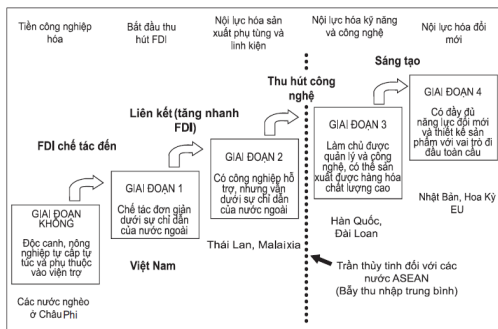 Tiền công nghiệp
hóa
Bắt đầu thu
hút FDI
Nội lực hóa sản
xuất phụ tùng và
linh kiện
Nội lực hóa kỹ năng
và công nghệ
Nội lực hóa đổi
mới
Sáng tạo
Thu hút công
nghệ
Liên kết (tăng nhanh
FDI)
FDI chế tác đến
GIAI ĐOẠN 4
Có đầy đủ
năng lực đổi mới
và thiết kế sản
phẩm với vai trò đi
đầu toàn cầu
GIAI ĐOẠN 3
Làm chủ được
quản lý và công
nghệ, có thể sản
xuất được hàng hóa
chất lượng cao
GIAI ĐOẠN 2
Có công nghiệp hỗ
trợ, nhưng vẫn
dưới sự chỉ dẫn
của nước ngoài
GIAI ĐOẠN 1
Chế tác đơn giản
dưới sự chỉ dẫn
của nước ngoài
GIAI ĐOẠN
KHÔNG
Độc canh, nông
nghiệp tự cấp tự
túc và phụ thuộc
vào viện trợ
Nhật Bản, Hoa Kỳ
EU
Hàn Quốc,
Đài Loan
Thái Lan, Malaixia
Việt Nam
Trần thủy tinh đối với các
nước ASEAN
(Bẫy thu nhập trung bình)
Các nước nghèo
ở Châu Phi